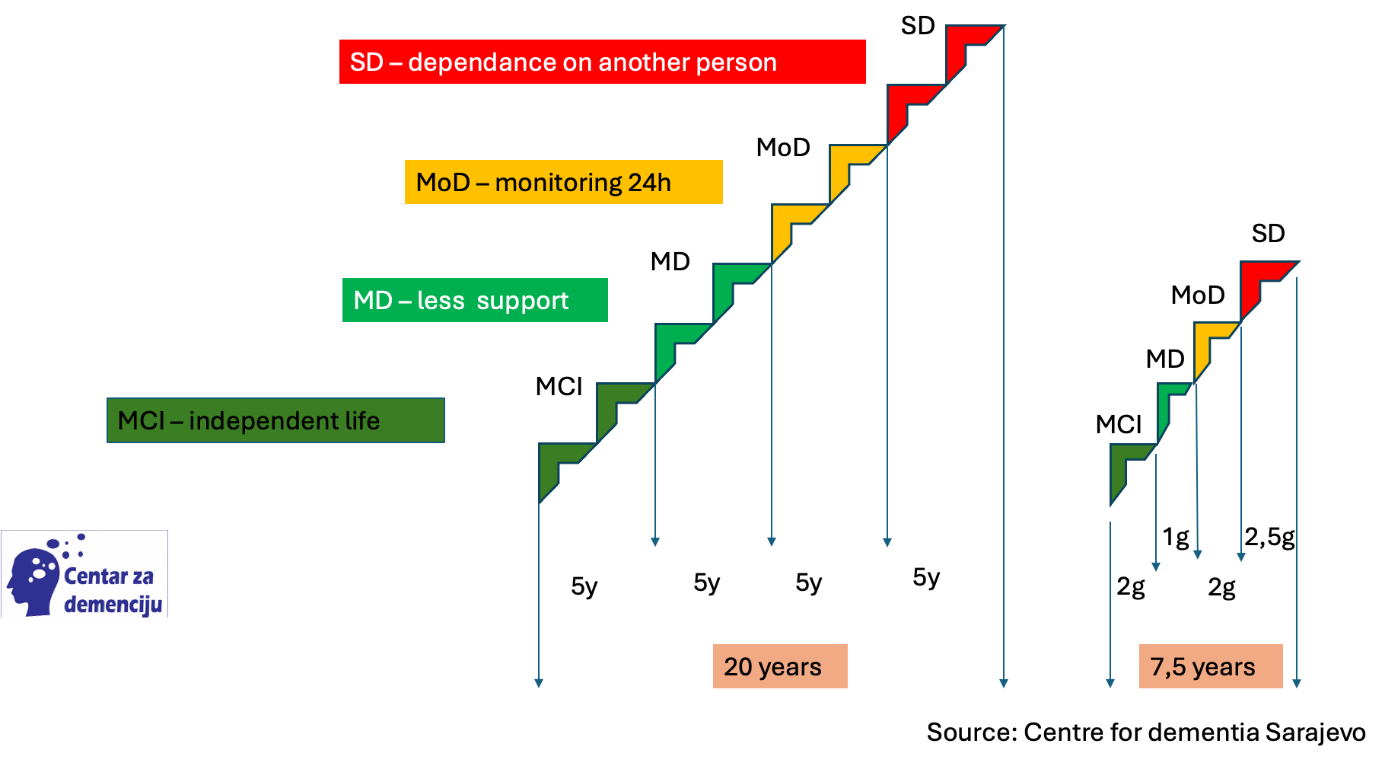 SD
SD – dependance on another person
MoD
MoD – monitoring 24h
MD
MD – less support
MCI
MCI – independent life
SD
MoD
MD
MCI
Centar za
demenciju
5y
5y
5y
5y
1g
2,5g
2g
2g
20 years
7,5 years
Source: Centre for dementia Sarajevo